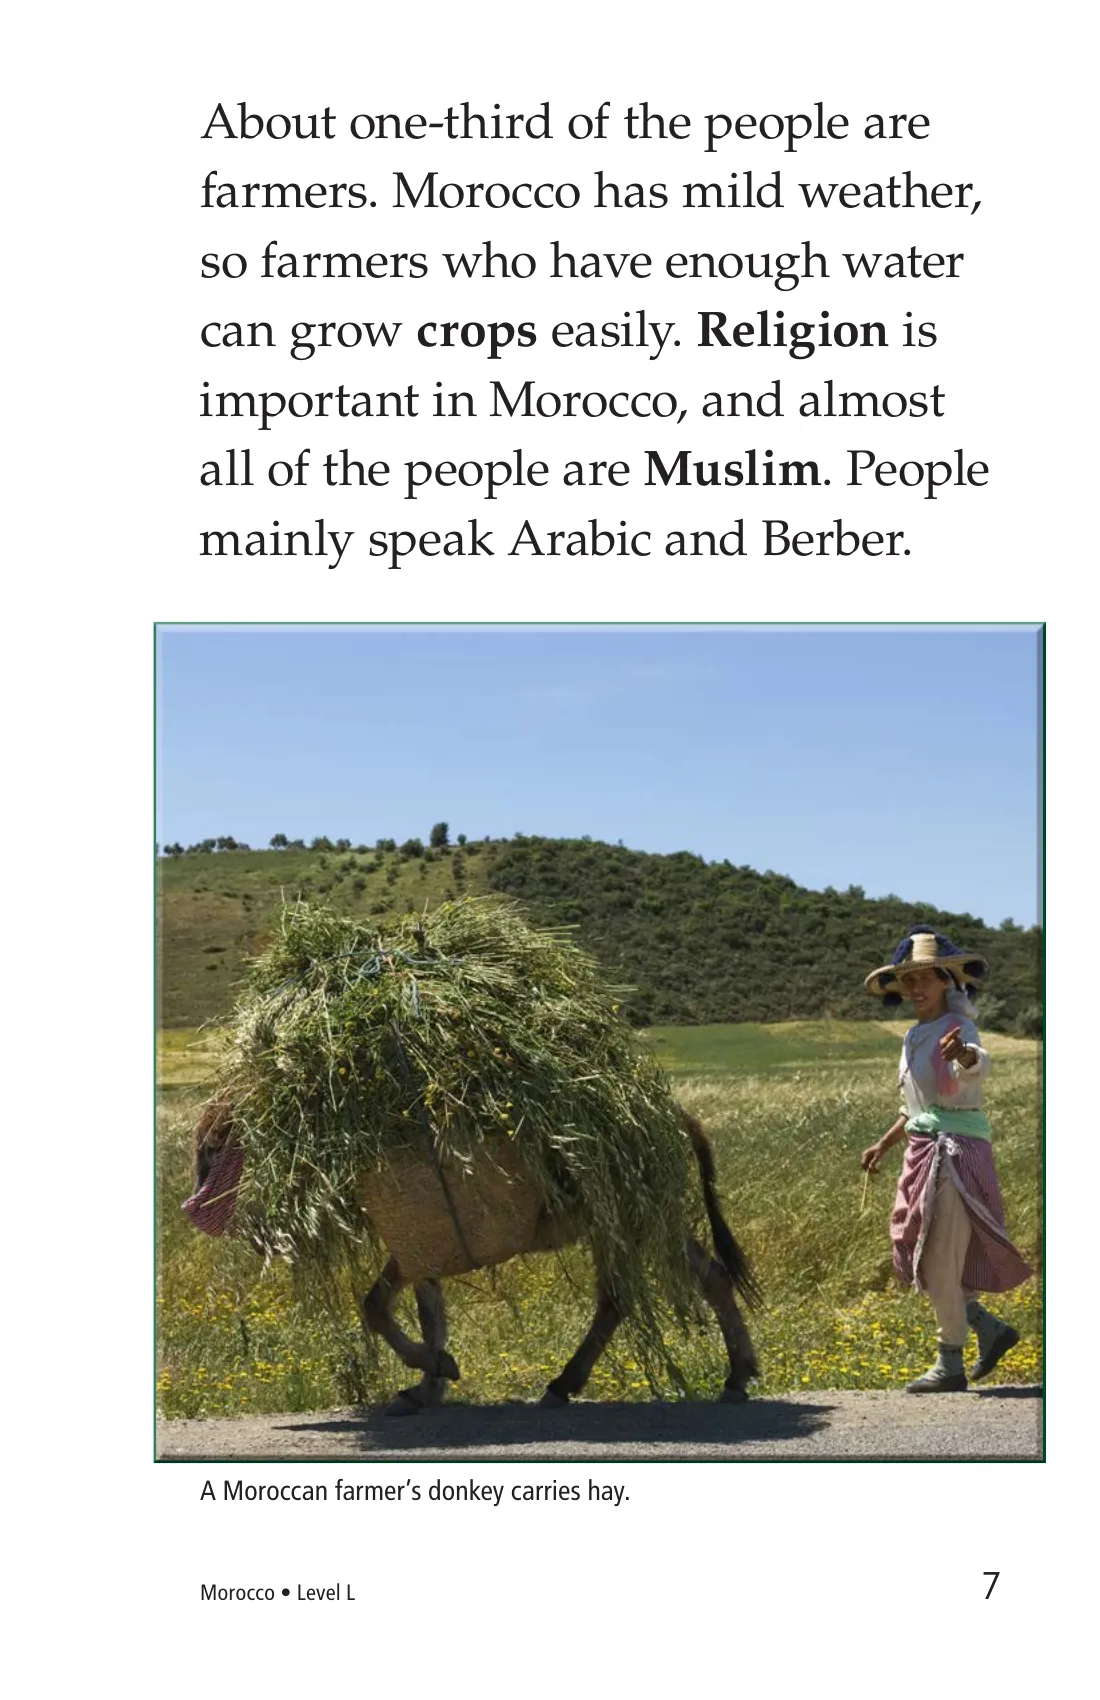 About one-third of the people are
farmers. Morocco has mild weather,
so farmers who have enough water
can grow crops easily. Religion is
important in Morocco, and almost
all of the people are Muslim. People
mainly speak Arabic and Berber.
A Moroccan farmer’s donkey carries hay.
Morocco • Level L
7